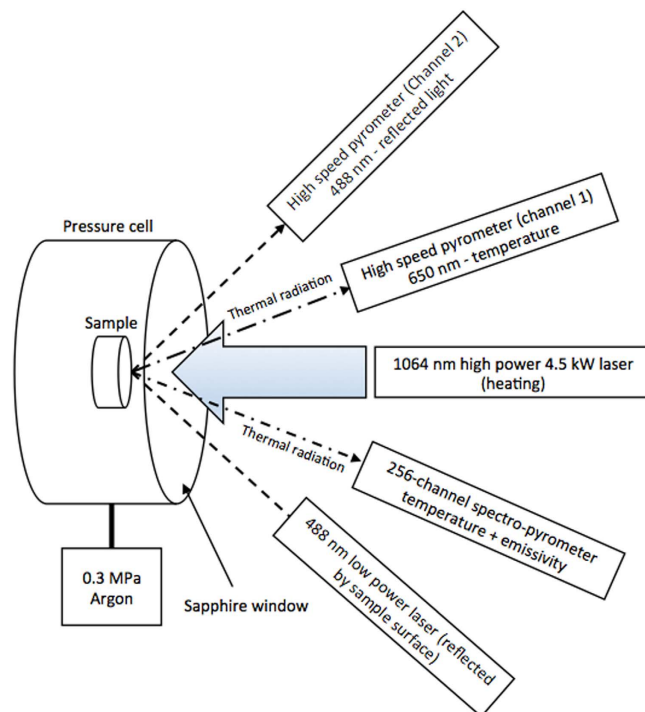 High speed pyrometer (Channel 2)
488 nm - reflected light
High speed pyrometer (channel 1)
650 nm - temperature
Pressure cell
Thermal radiation
Sample
1064 nm high power 4.5 kW laser
(heating)
Thermal radiation
256-channel spectro-pyrometer
temperature + emissivity
488 nm low power laser (reflected
by sample surface)
0.3 MPa
Argon
Sapphire window